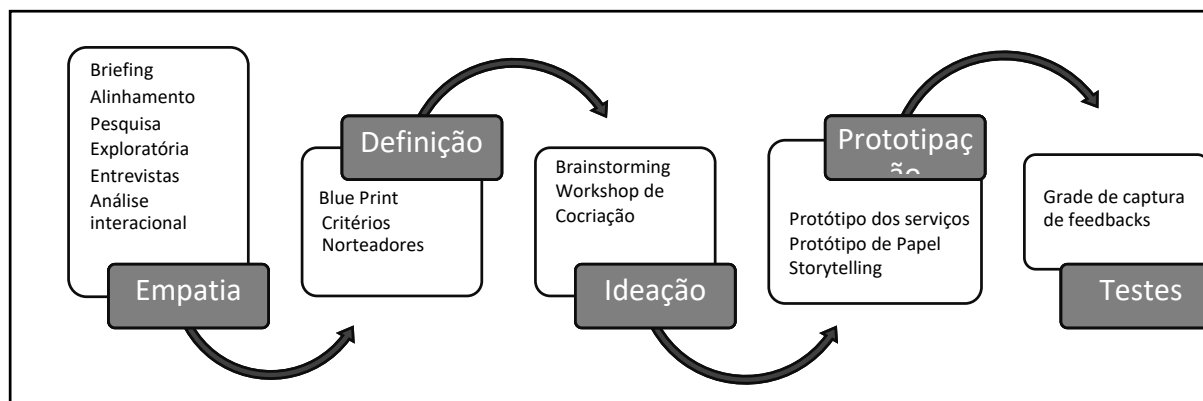 Briefing
Alinhamento
Pesquisa
Exploratória
Entrevistas
Análise
interacional
Empatia
Definição
Blue Print
Critérios
Norteadores
Brainstorming
Workshop de
Cocriação
Ideação
Prototipaç
ão
Protótipo dos serviços
Protótipo de Papel
Storytelling
Grade de captura
de feedbacks
Testes